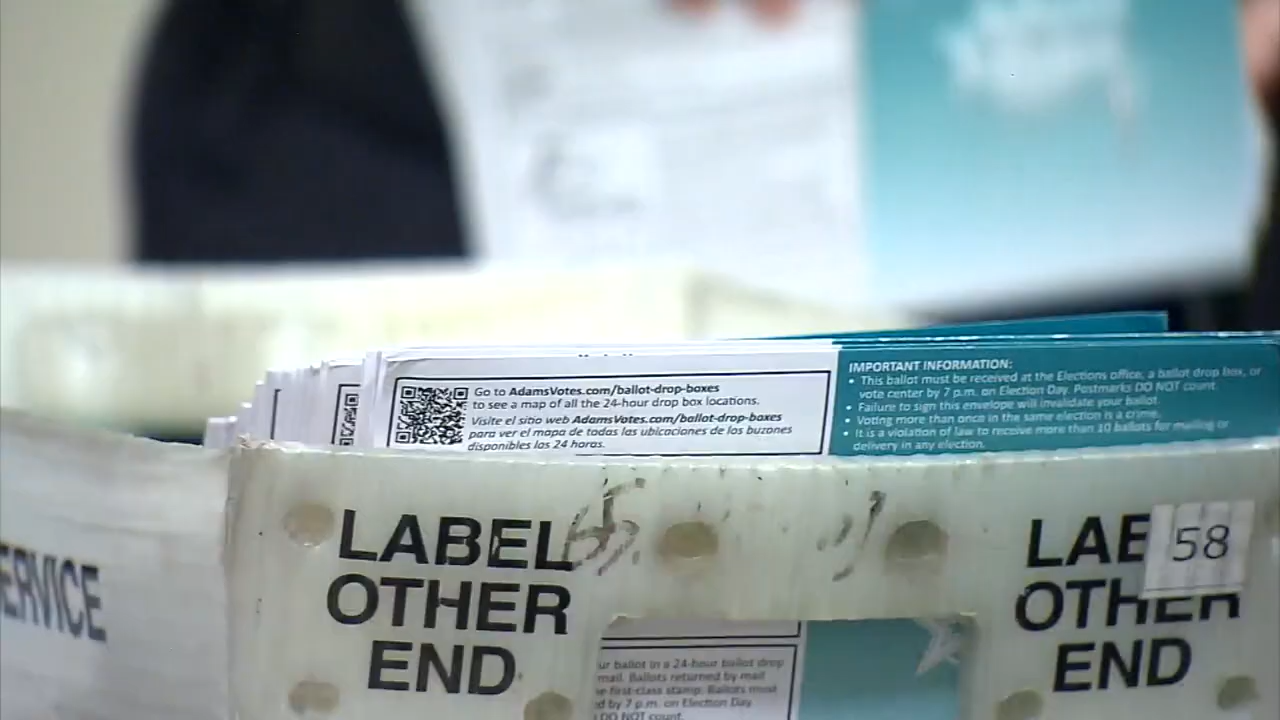 Go to AdamsVotes.com/ballot-drop-boxes
to see a map of all the 24-hour drop box locations.
Visite el sitio web AdamsVotes.com/ballot-drop-boxes
para ver el mapa de todas las ubicaciones de los buzones
disponibles las 24 horas.
IMPORTANT INFORMATION:
• This ballot must be received at the Elections office, a ballot drop box, or
vote center by 7 p.m. on Election Day. Postmarks DO NOT count.
• Failure to sign this envelope will invalidate your ballot.
• Voting more than once in the same election is a crime.
• It is a violation of law to receive more than 10 ballots for mailing or
delivery in any election.
ERVICE
LABEL
OTHER
END
LABE
OTHER
END
58
ur ballot in a 24-hour ballot drop
mail. Ballots returned by mail
e first-class stamp. Ballots must
d by 7 p.m. on Election Day.
DO NOT count.